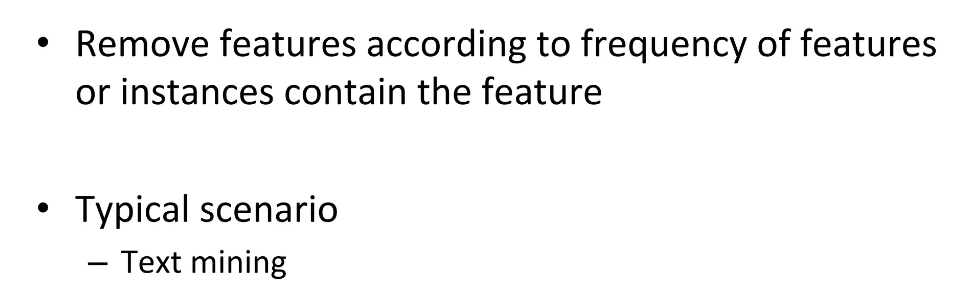 • Remove features according to frequency of features
or instances contain the feature
• Typical scenario
– Text mining